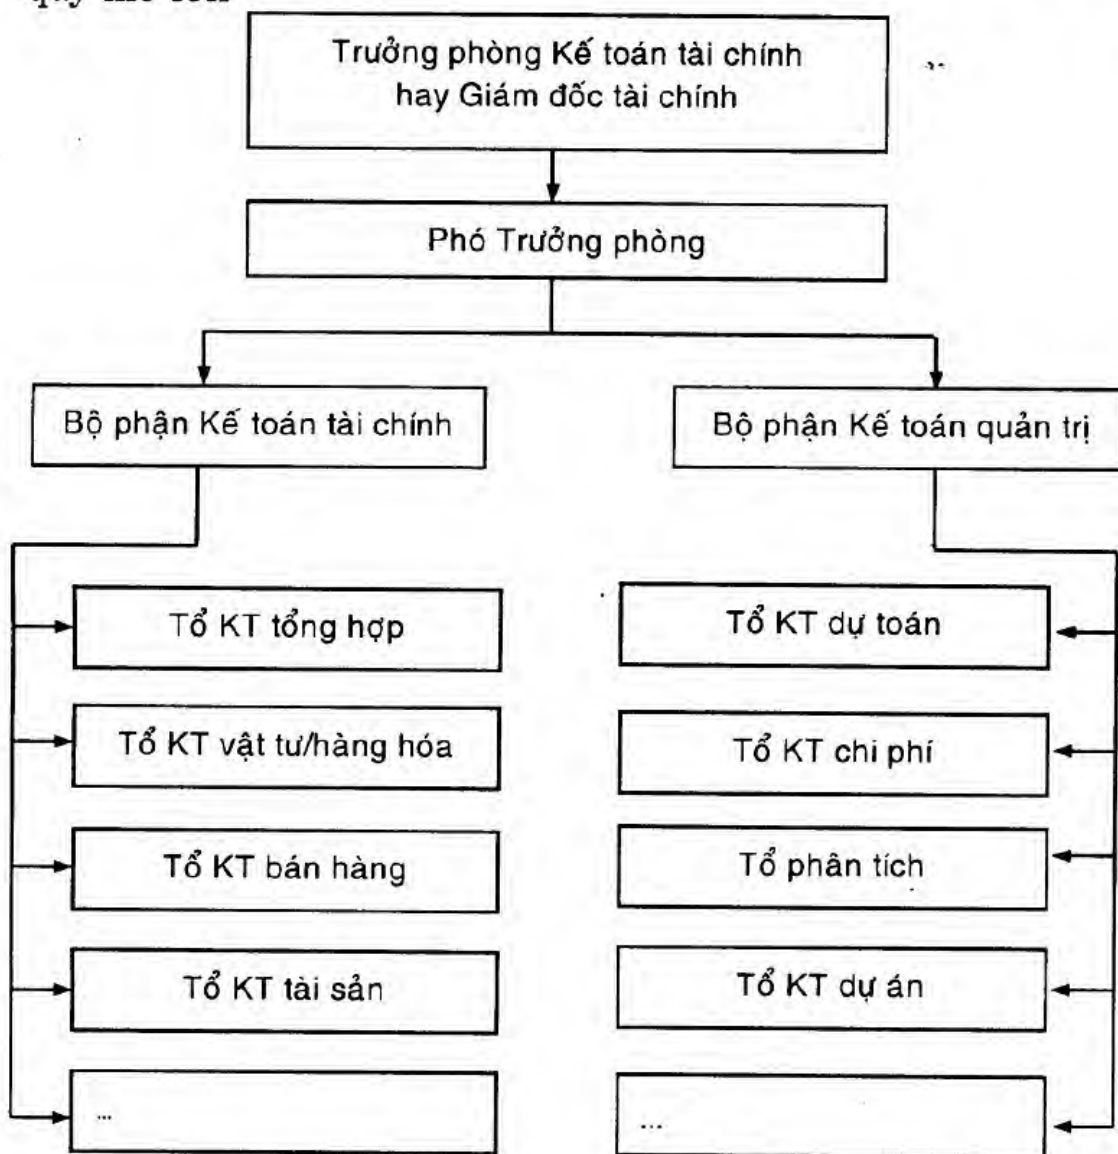 Trưởng phòng Kế toán tài chính
hay Giám đốc tài chính
Phó Trưởng phòng
Bộ phận Kế toán tài chính
Bộ phận Kế toán quản trị
Tổ KT tổng hợp
Tổ KT vật tư/hàng hóa
Tổ KT bán hàng
Tổ KT tài sản
...
Tổ KT dự toán
Tổ KT chi phí
Tổ phân tích
Tổ KT dự án
...